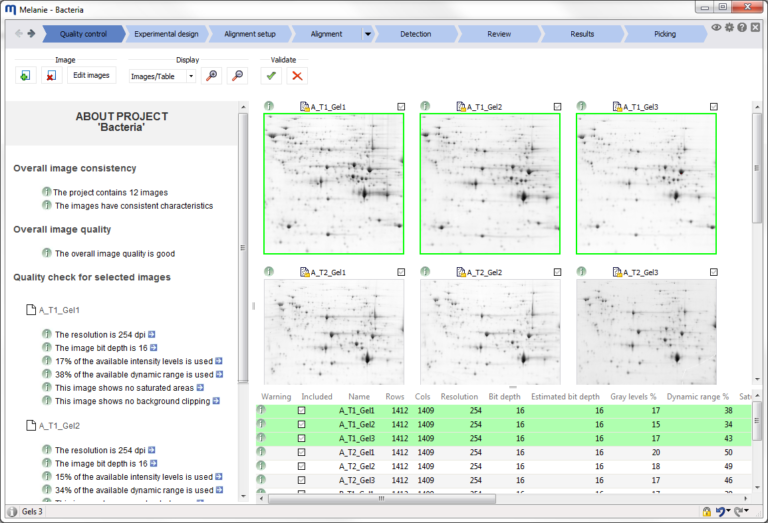 Melanie - Bacteria
Quality control
Experimental design
Alignment setup
Alignment
Detection
Review
Results
Picking
Image
Display
Validate
Edit images
Images/Table
ABOUT PROJECT
'Bacteria'
Overall image consistency
The project contains 12 images
The images have consistent characteristics
Overall image quality
The overall image quality is good
Quality check for selected images
A_T1_Gel1
The resolution is 254 dpi
The image bit depth is 16
17% of the available intensity levels is used
38% of the available dynamic range is used
This image shows no saturated areas
This image shows no background clipping
A_T1_Gel2
The resolution is 254 dpi
The image bit depth is 16
15% of the available intensity levels is used
34% of the available dynamic range is used
A_T1_Gel1
A_T1_Gel2
A_T1_Gel3
A_T2_Gel1
A_T2_Gel2
A_T2_Gel3
Warning Included Name Rows Cols Resolution Bit depth Estimated bit depth Gray levels % Dynamic range % Sat
A_T1_Gel1 1412 1409 254 16 16 17 38
A_T1_Gel2 1412 1409 254 16 16 15 34
A_T1_Gel3 1412 1409 254 16 16 17 43
A_T2_Gel1 1412 1409 254 16 16 20 50
A_T2_Gel2 1412 1409 254 16 16 18 49
A_T2_Gel3 1412 1409 254 16 16 17 46
Gels 3